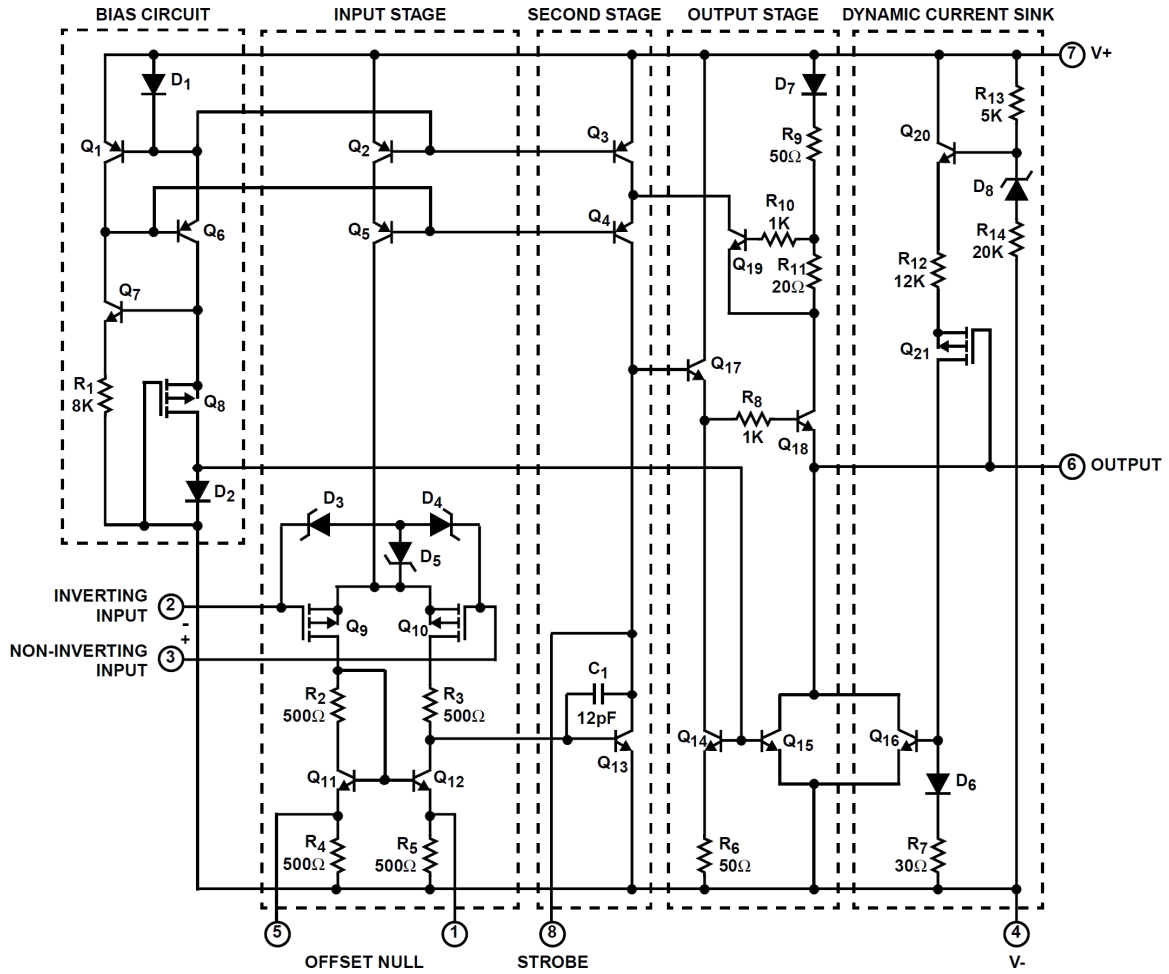 BIAS CIRCUIT
INPUT STAGE
SECOND STAGE
OUTPUT STAGE
DYNAMIC CURRENT SINK
7 V+
D1
D7
R13
5K
Q1
Q2
Q3
R9
50Ω
Q20
D8
Q6
Q5
Q4
R10
1K
Q19
R11
20Ω
R14
20K
R12
12K
Q7
Q21
Q17
R1
8K
Q8
R8
1K
Q18
6 OUTPUT
D2
D3
D4
D5
INVERTING
INPUT
2
-
+
Q9
Q10
NON-INVERTING
INPUT
3
C1
12pF
R2
500Ω
R3
500Ω
Q13
Q14
Q15
Q16
Q11
Q12
D6
R4
500Ω
R5
500Ω
R6
50Ω
R7
30Ω
5
1
8
4
OFFSET NULL
STROBE
V-